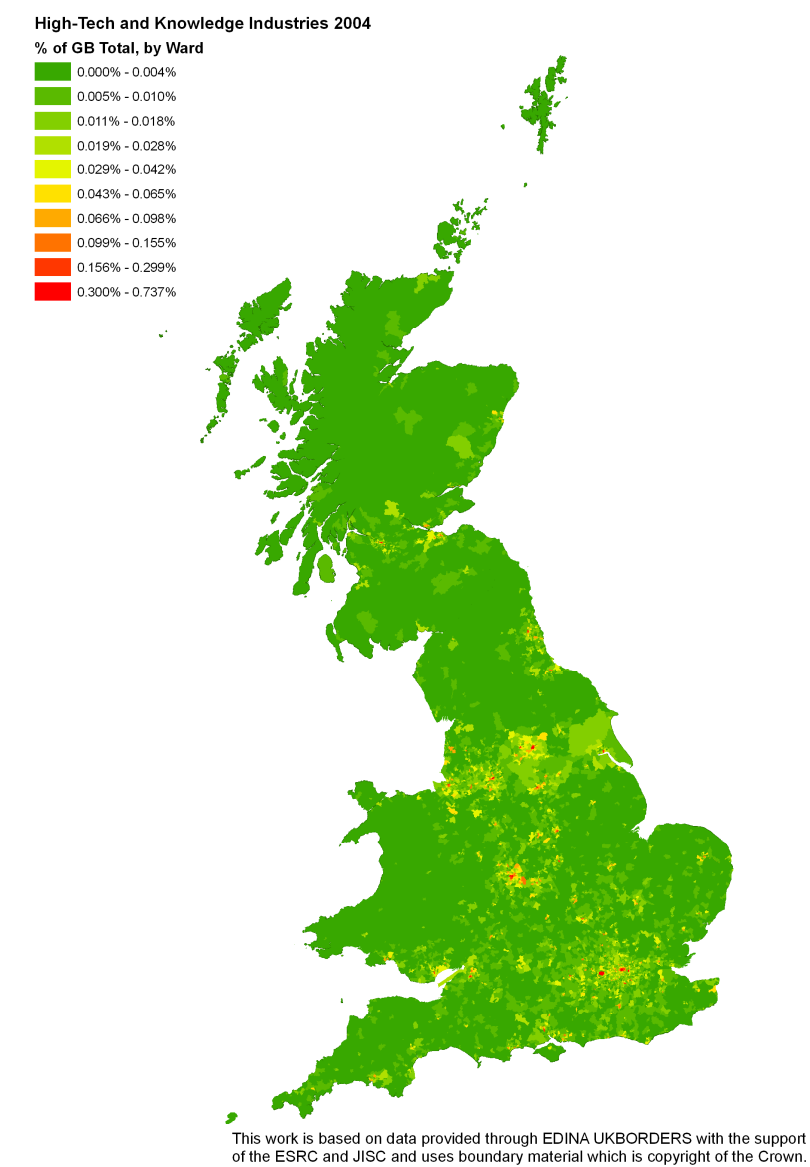 High-Tech and Knowledge Industries 2004
% of GB Total, by Ward
0.000% - 0.004%
0.005% - 0.010%
0.011% - 0.018%
0.019% - 0.028%
0.029% - 0.042%
0.043% - 0.065%
0.066% - 0.098%
0.099% - 0.155%
0.156% - 0.299%
0.300% - 0.737%
This work is based on data provided through EDINA UKBORDERS with the support
of the ESRC and JISC and uses boundary material which is copyright of the Crown.